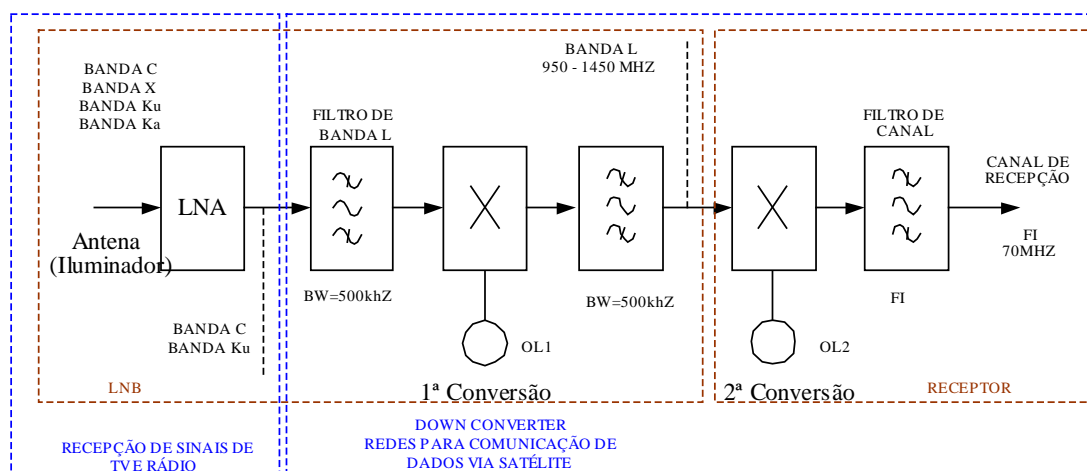 BANDA C
BANDA X
BANDA Ku
BANDA Ka
LNA
Antena
(Iluminador)
BANDA C
BANDA Ku
LNB
FILTRO DE
BANDA L
BW=500khZ
OL1
1ª Conversão
BW=500khZ
BANDA L
950 - 1450 MHZ
OL2
2ª Conversão
FILTRO DE
CANAL
FI
CANAL DE
RECEPÇÃO
FI
70MHZ
RECEPTOR
RECEPÇÃO DE SINAIS DE
TV E RÁDIO
DOWN CONVERTER
REDES PARA COMUNICAÇÃO DE
DADOS VIA SATÉLITE